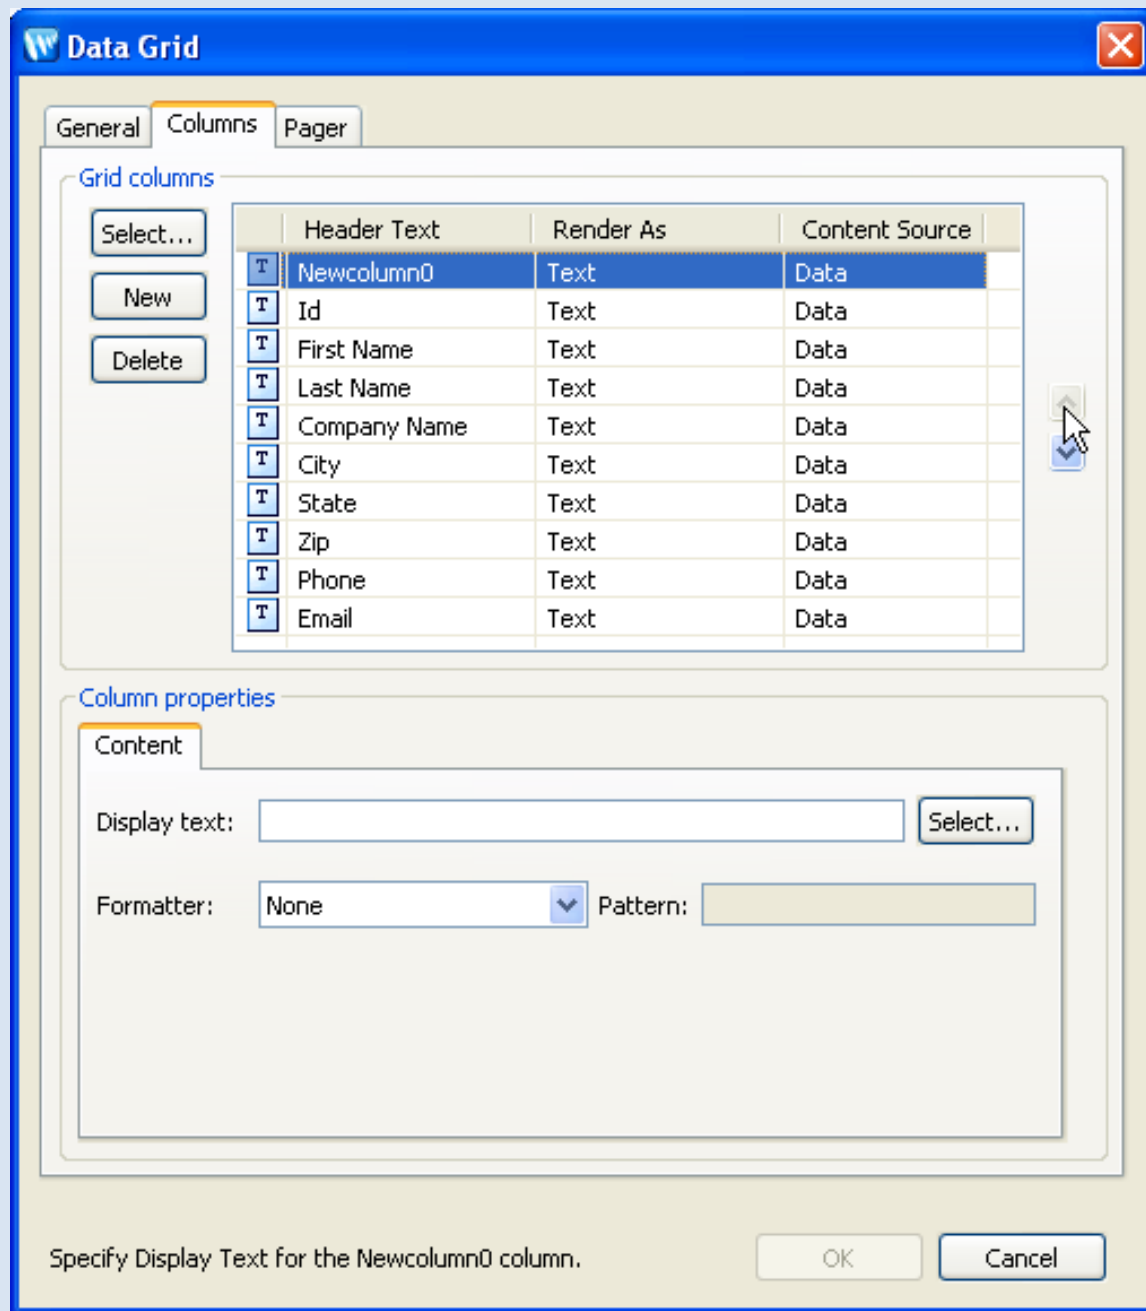 Data Grid
General Columns Pager
Grid columns
Select...
New
Delete
Header Text Render As Content Source
T Newcolumn0 Text Data
T Id Text Data
T First Name Text Data
T Last Name Text Data
T Company Name Text Data
T City Text Data
T State Text Data
T Zip Text Data
T Phone Text Data
T Email Text Data
Column properties
Content
Display text: Select...
Formatter: None Pattern:
Specify Display Text for the Newcolumn0 column. OK Cancel